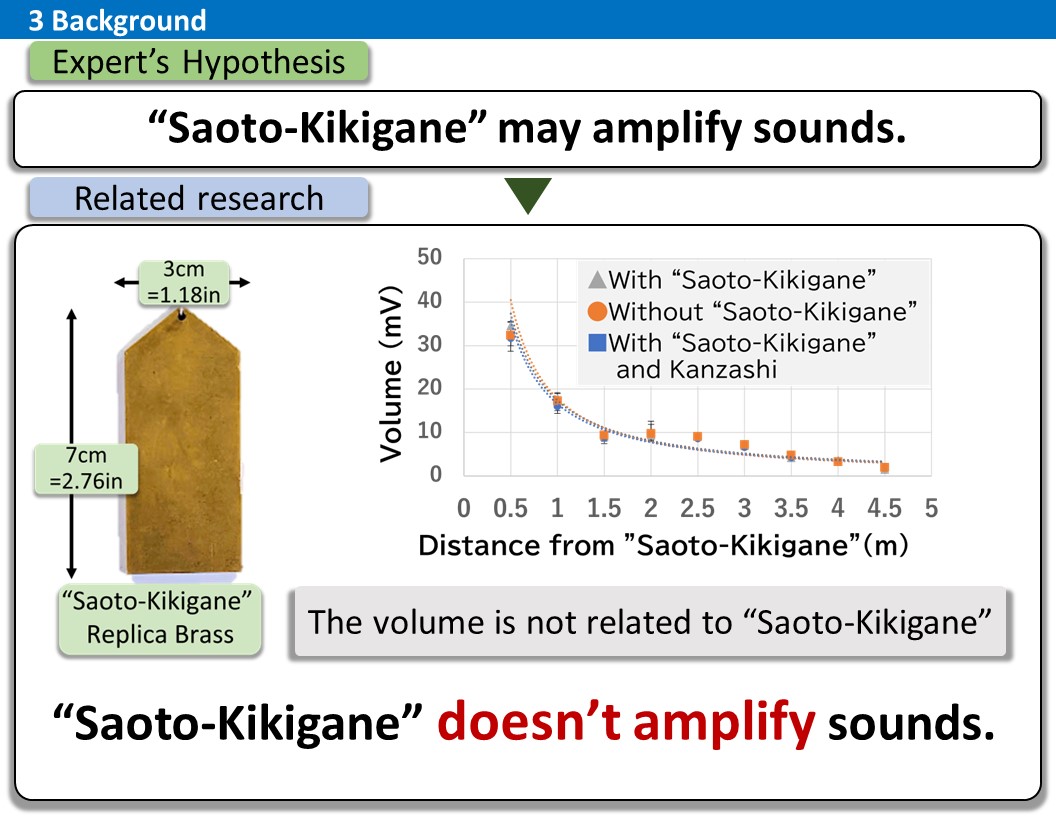 3 Background
Expert's Hypothesis
“Saoto-Kikigane” may amplify sounds.
Related research
3cm
=1.18in
7cm
=2.76in
“Saoto-Kikigane”
Replica Brass
Volume (mV)
50
40
30
20
10
0
▲With “Saoto-Kikigane”
Without “Saoto-Kikigane”
With “Saoto-Kikigane”
and Kanzashi
0 0.5 1 1.5 2 2.5 3 3.5 4 4.5 5
Distance from ”Saoto-Kikigane”(m)
The volume is not related to “Saoto-Kikigane”
“Saoto-Kikigane” doesn’t amplify sounds.